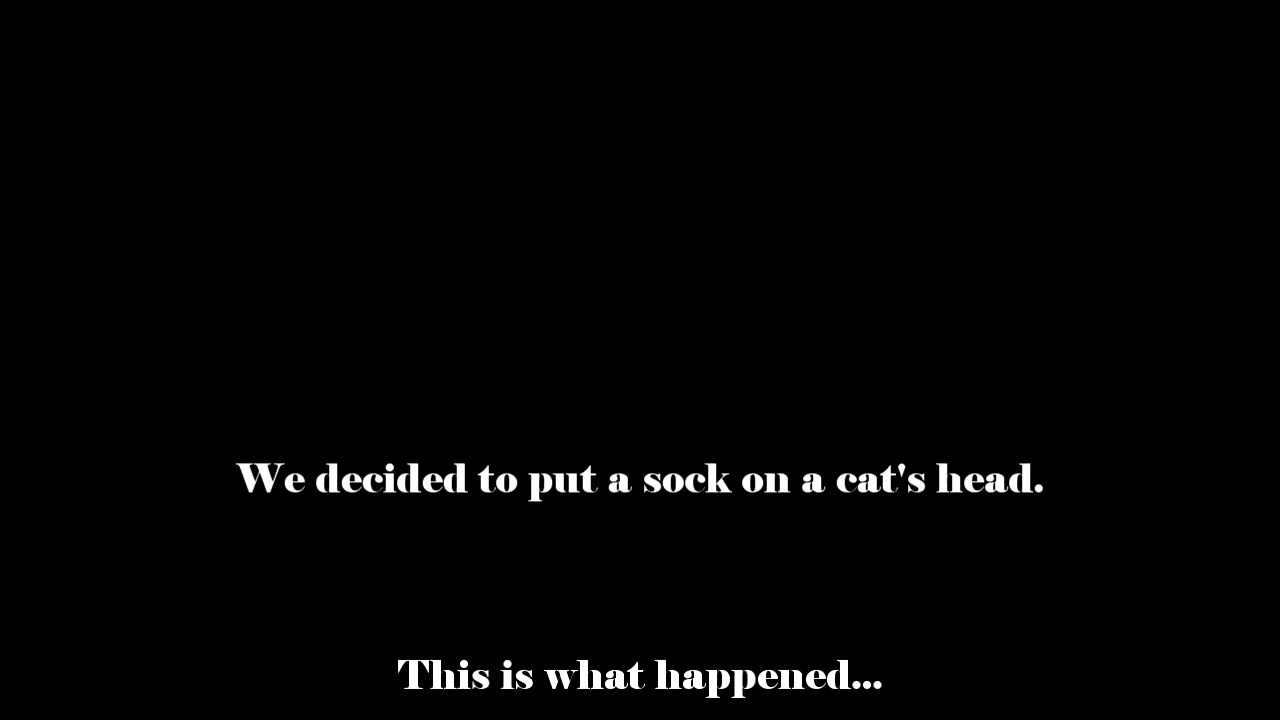 We decided to put a sock on a cat's head.
This is what happened...